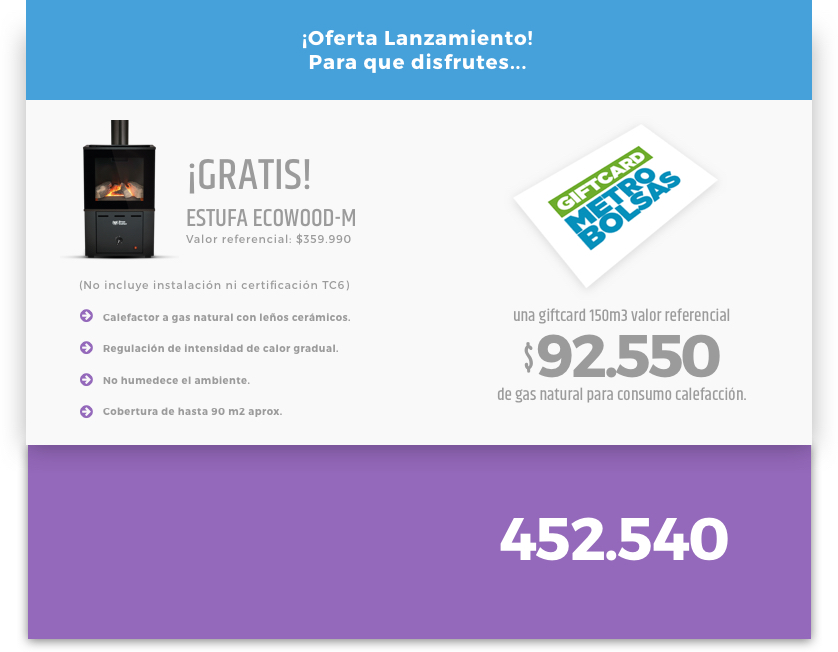 ¡Oferta Lanzamiento!
Para que disfrutes...
¡GRATIS!
ESTUFA ECOWOOD-M
Valor referencial: $359.990
(No incluye instalación ni certificación TC6)
Calefactor a gas natural con leños cerámicos.
Regulación de intensidad de calor gradual.
No humedece el ambiente.
Cobertura de hasta 90 m2 aprox.
GIFTCARD
METRO
BOLSAS
una giftcard 150m3 valor referencial
$92.550
de gas natural para consumo calefacción.
452.540